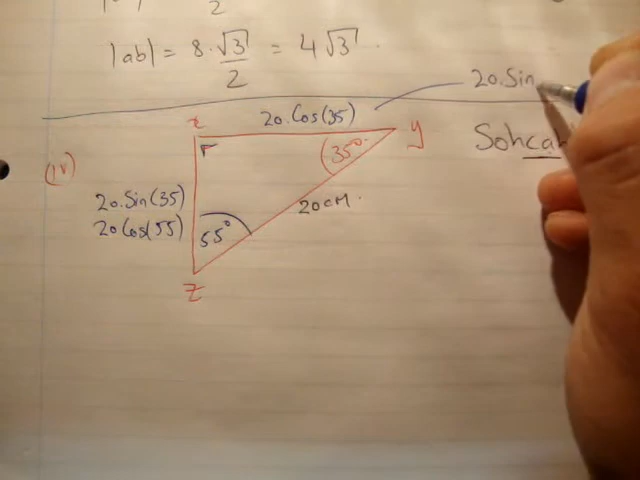 2
|ab| = 8.√3/2 = 4√3.
20.Sin
x
20.Cos(35)
y
Sohcah
(iv)
35°
20.Sin(35)
20Cos(55)
55°
20cm.
z